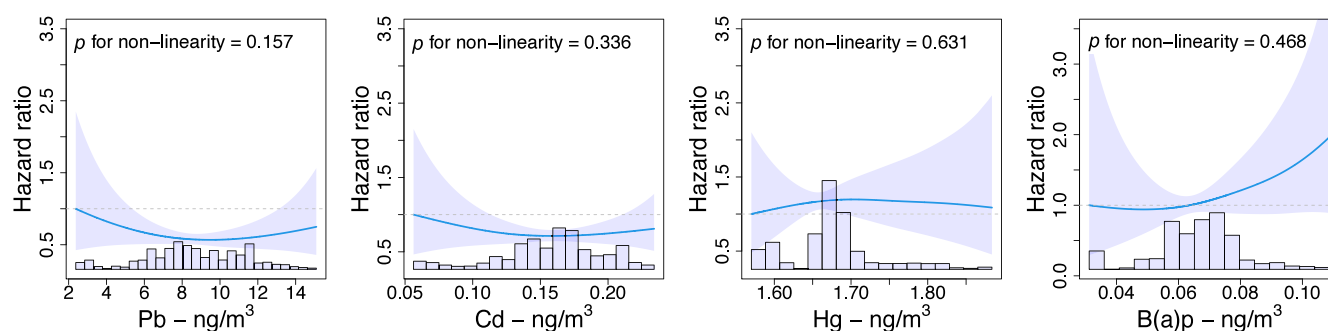 p for non−linearity = 0.157
Hazard ratio
0.5 1.5 2.5 3.5
2 4 6 8 10 12 14
Pb − ng/m³
p for non−linearity = 0.336
Hazard ratio
0.5 1.5 2.5 3.5
0.05 0.10 0.15 0.20
Cd − ng/m³
p for non−linearity = 0.631
Hazard ratio
0.5 1.5 2.5 3.5
1.60 1.70 1.80
Hg − ng/m³
p for non−linearity = 0.468
Hazard ratio
0.0 1.0 2.0 3.0
0.04 0.06 0.08 0.10
B(a)p − ng/m³